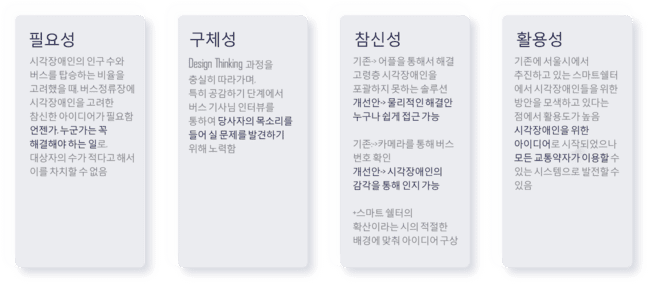 필요성
시각장애인의 인구 수와
버스를 탑승하는 비율을
고려했을 때, 버스정류장에
시각장애인을 고려한
참신한 아이디어가 필요함
언젠가, 누군가는 꼭
해결해야 하는 일로,
대상자의 수가 적다고 해서
이를 차치할 수 없음
구체성
Design Thinking 과정을
충실히 따라가며,
특히 공감하기 단계에서
버스 기사님 인터뷰를
통하여 당사자의 목소리를
들어 실 문제를 발견하기
위해 노력함
참신성
기존-> 어플을 통해서 해결
고령층 시각장애인을
포괄하지 못하는 솔루션
개선안-> 물리적인 해결안
누구나 쉽게 접근 가능
기존->카메라를 통해 버스
번호 확인
개선안-> 시각장애인의
감각을 통해 인지 가능
+스마트 쉘터의
확산이라는 시의 적절한
배경에 맞춰 아이디어 구상
활용성
기존에 서울시에서
추진하고 있는 스마트쉘터
에서 시각장애인들을 위한
방안을 모색하고 있다는
점에서 활용도가 높음
시각장애인을 위한
아이디어로 시작되었으나
모든 교통약자가 이용할 수
있는 시스템으로 발전할 수
있음